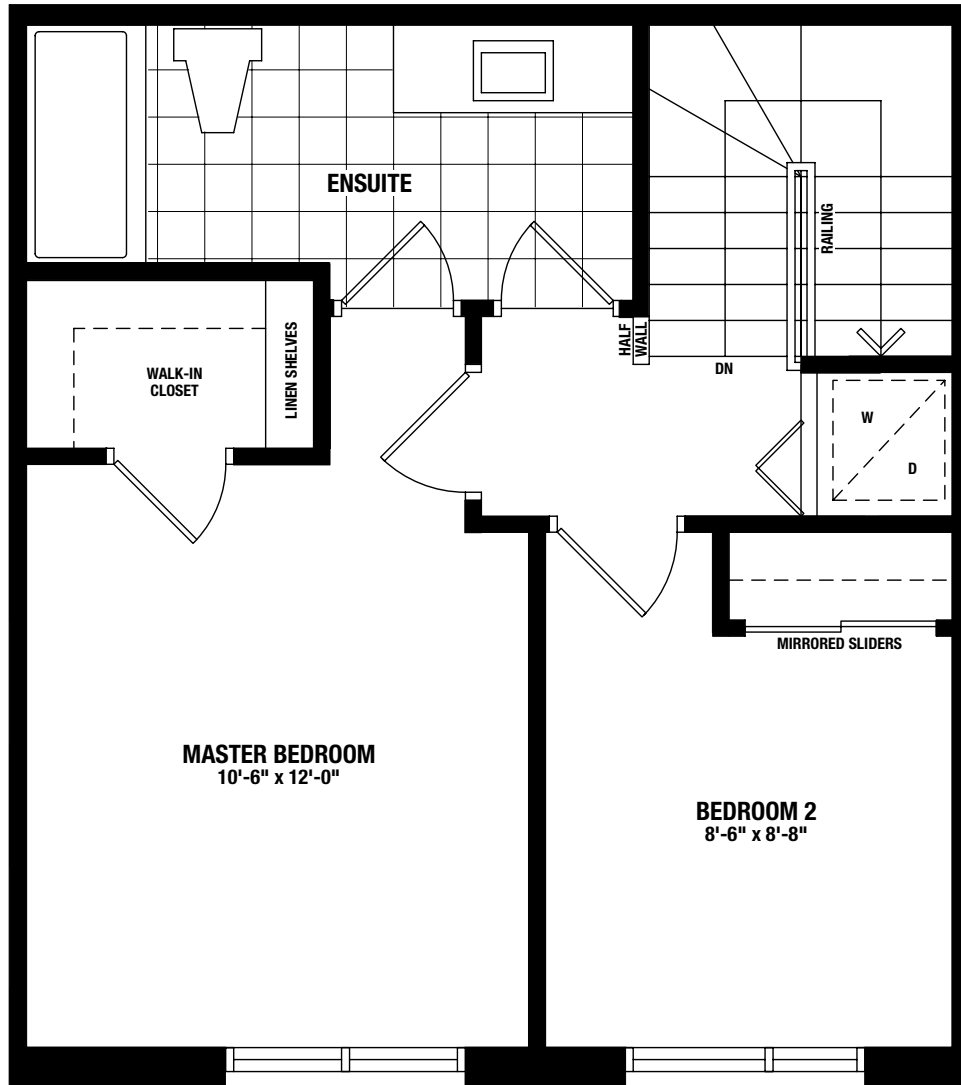 ENSUITE
RAILING
HALF
WALL
DN
WALK-IN
CLOSET
LINEN SHELVES
W
D
MIRRORED SLIDERS
MASTER BEDROOM
10'-6" x 12'-0"
BEDROOM 2
8'-6" x 8'-8"